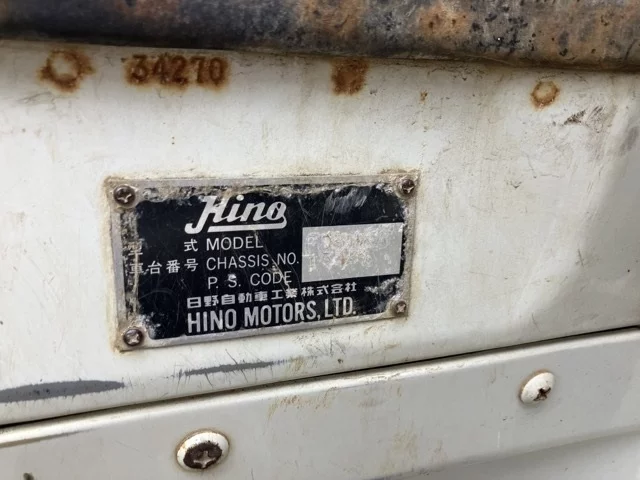 34270
Hino
型式 MODEL
車台番号 CHASSIS NO.
P. S. CODE
日野自動車工業株式会社
HINO MOTORS, LTD.